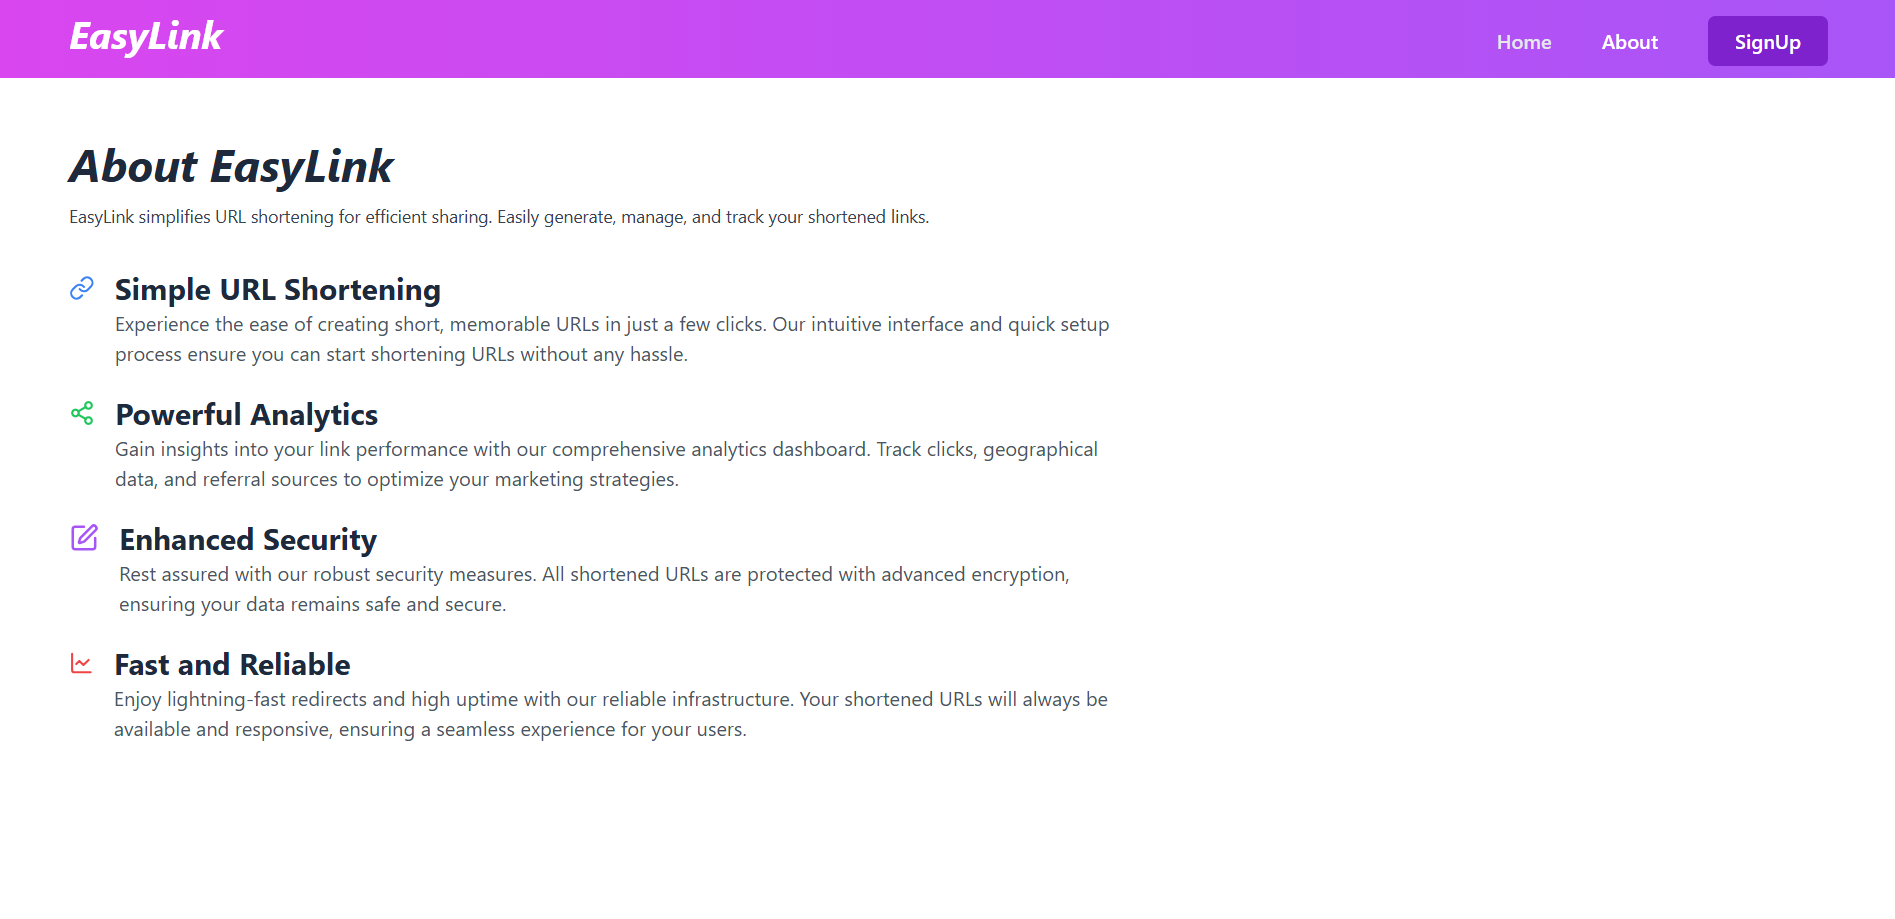 EasyLink
Home
About
SignUp
About EasyLink
EasyLink simplifies URL shortening for efficient sharing. Easily generate, manage, and track your shortened links.
Simple URL Shortening
Experience the ease of creating short, memorable URLs in just a few clicks. Our intuitive interface and quick setup
process ensure you can start shortening URLs without any hassle.
Powerful Analytics
Gain insights into your link performance with our comprehensive analytics dashboard. Track clicks, geographical
data, and referral sources to optimize your marketing strategies.
Enhanced Security
Rest assured with our robust security measures. All shortened URLs are protected with advanced encryption,
ensuring your data remains safe and secure.
Fast and Reliable
Enjoy lightning-fast redirects and high uptime with our reliable infrastructure. Your shortened URLs will always be
available and responsive, ensuring a seamless experience for your users.